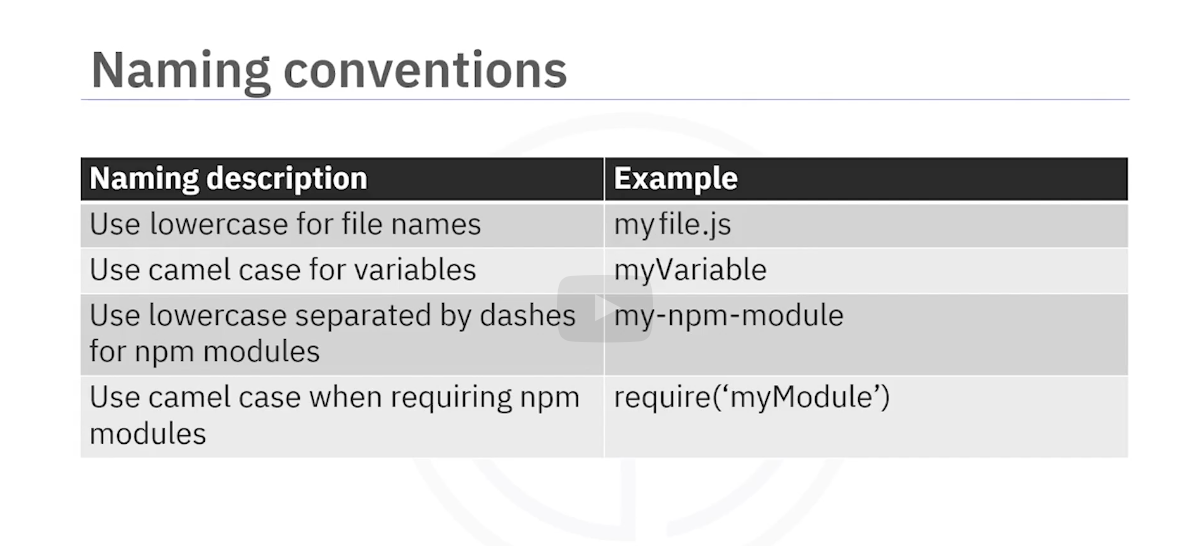 Naming conventions
Naming description Example
Use lowercase for file names myfile.js
Use camel case for variables myVariable
Use lowercase separated by dashes my-npm-module
for npm modules
Use camel case when requiring npm require(‘myModule’)
modules